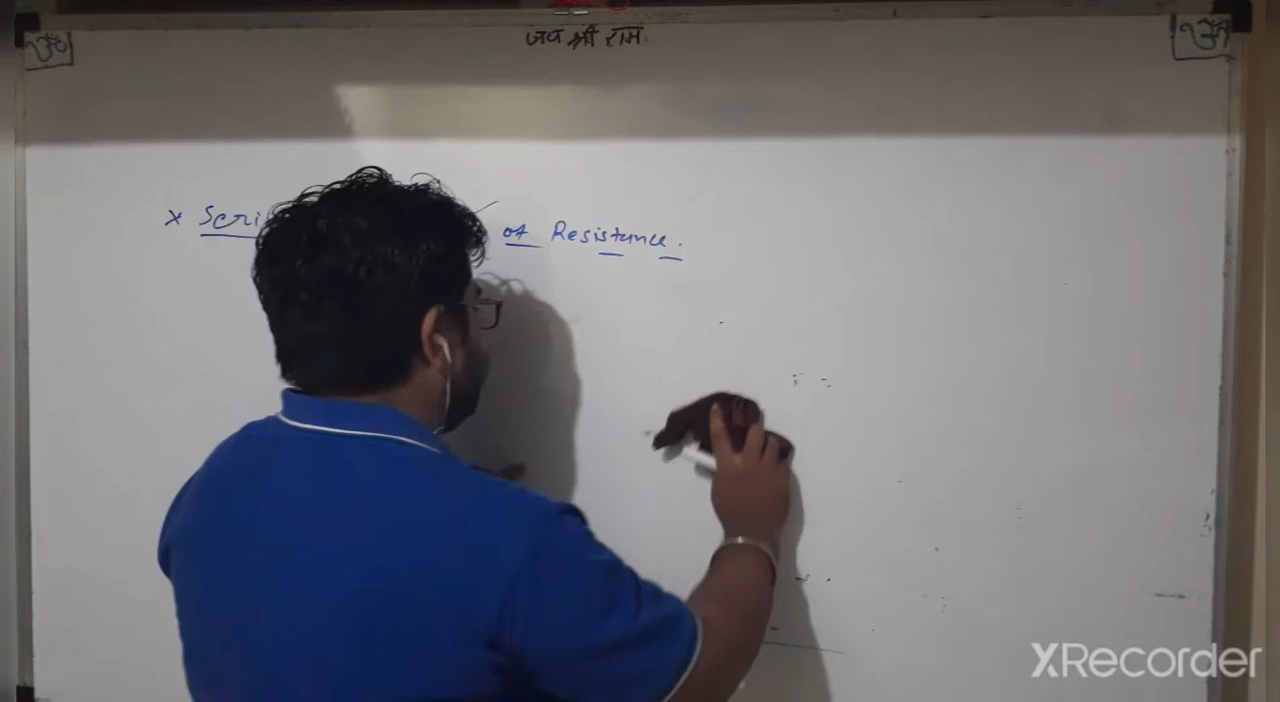 जय श्री राम
ॐ ॐ
x Seri of Resistance.
XRecorder